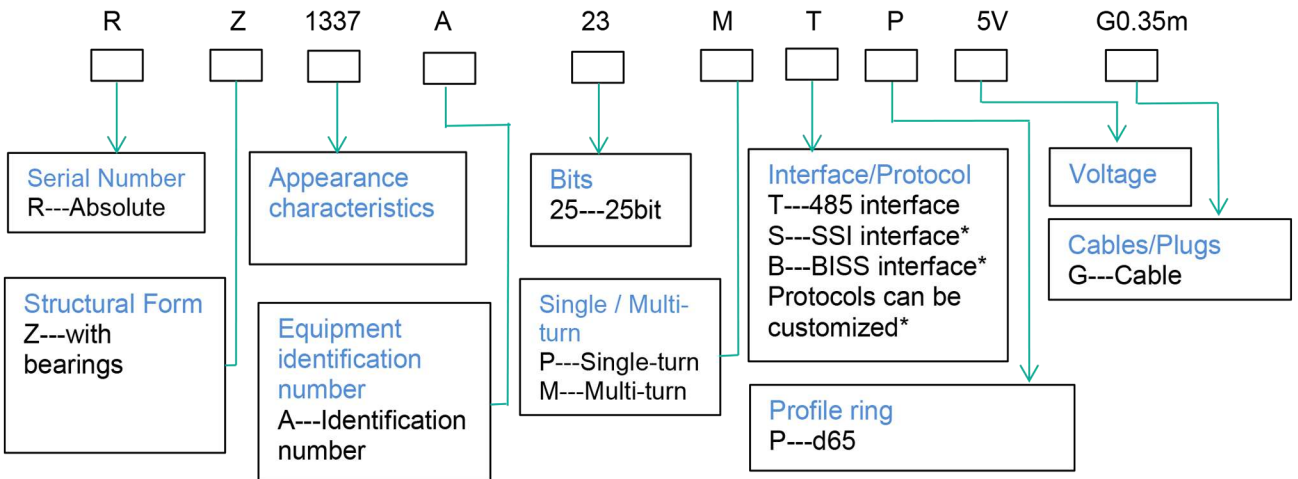 R Z 1337 A 23 M T P 5V G0.35m
Serial Number
R---Absolute
Appearance
characteristics
Bits
25---25bit
Interface/Protocol
T---485 interface
S---SSI interface*
B---BISS interface*
Protocols can be
customized*
Voltage
Cables/Plugs
G---Cable
Structural Form
Z---with
bearings
Equipment
identification
number
A---Identification
number
Single / Multi-
turn
P---Single-turn
M---Multi-turn
Profile ring
P---d65